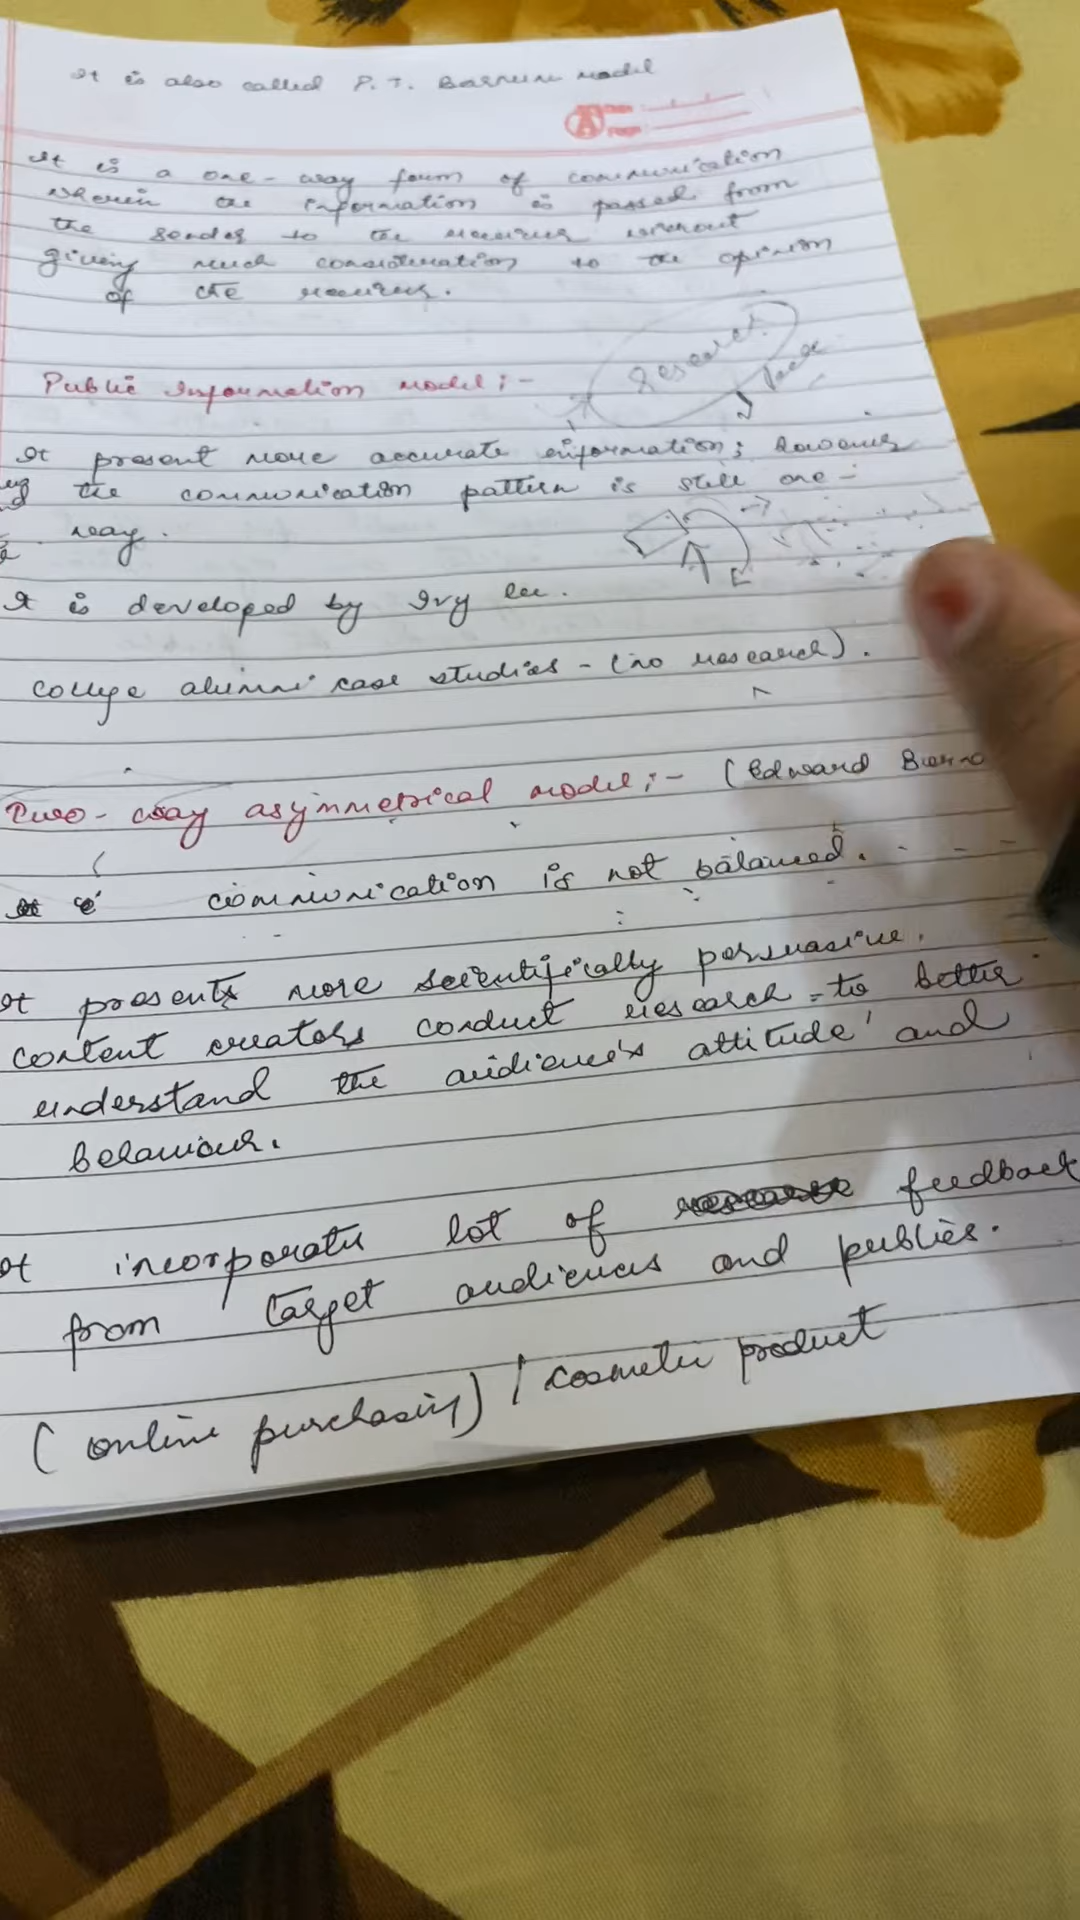 It is also called P. T. Barnum model
It is a one-way form of communication
wherein the information is passed from
the sender to the receiver without
giving much consideration to the opinion
of the receiver.
Research
Public Information model :-
It present more accurate information; however
the communication pattern is still one-
way.
It is developed by Ivy lee.
College alumni case studies - (no research).
Two-way asymmetrical model :- (Edward
communication is not balanced.
It presents more scientifically persuasive.
content creators conduct research to better
understand the audience's attitude and
behaviour.
It incorporate lot of feedback
from target audiences and publics.
(online purchasing) / cosmetic product